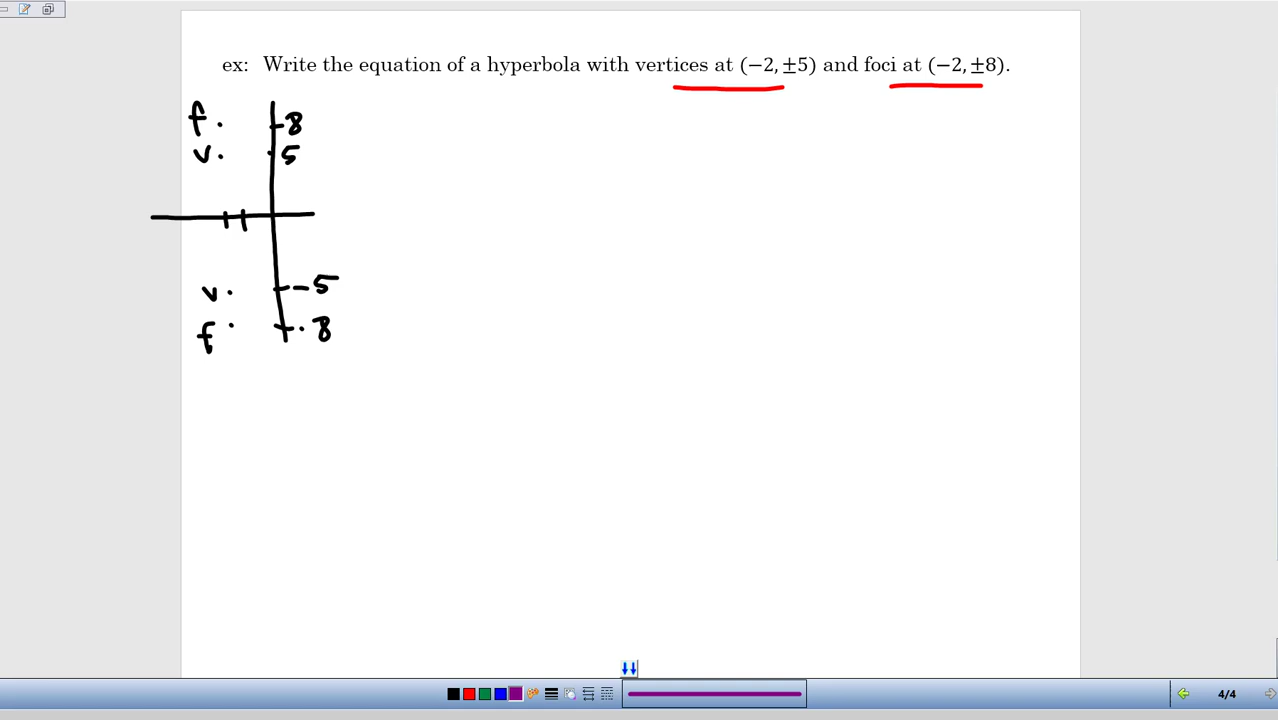 ex: Write the equation of a hyperbola with vertices at (−2, ±5) and foci at (−2, ±8).
f. -8
v. 5
v. -5
f . 8
4/4